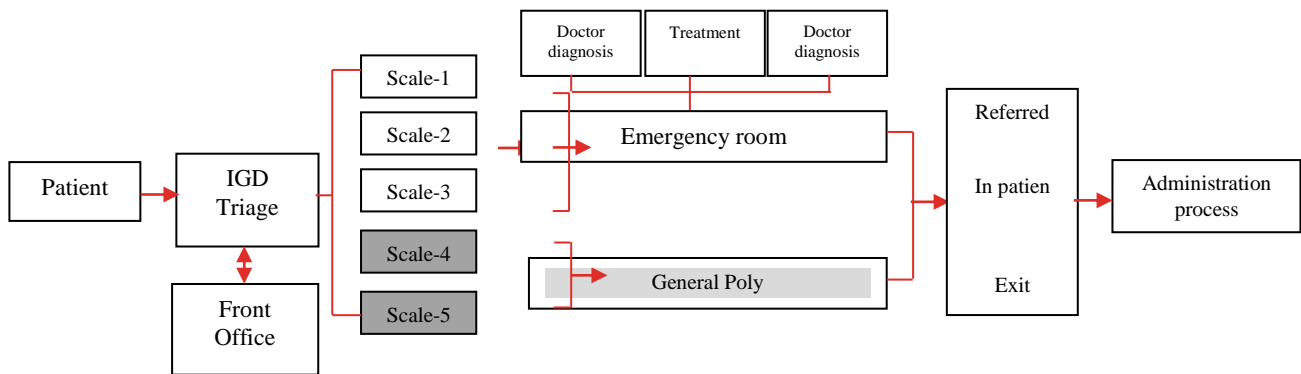 Patient
IGD
Triage
Front
Office
Scale-1
Scale-2
Scale-3
Scale-4
Scale-5
Doctor
diagnosis
Treatment
Doctor
diagnosis
Emergency room
General Poly
Referred
In patien
Exit
Administration
process